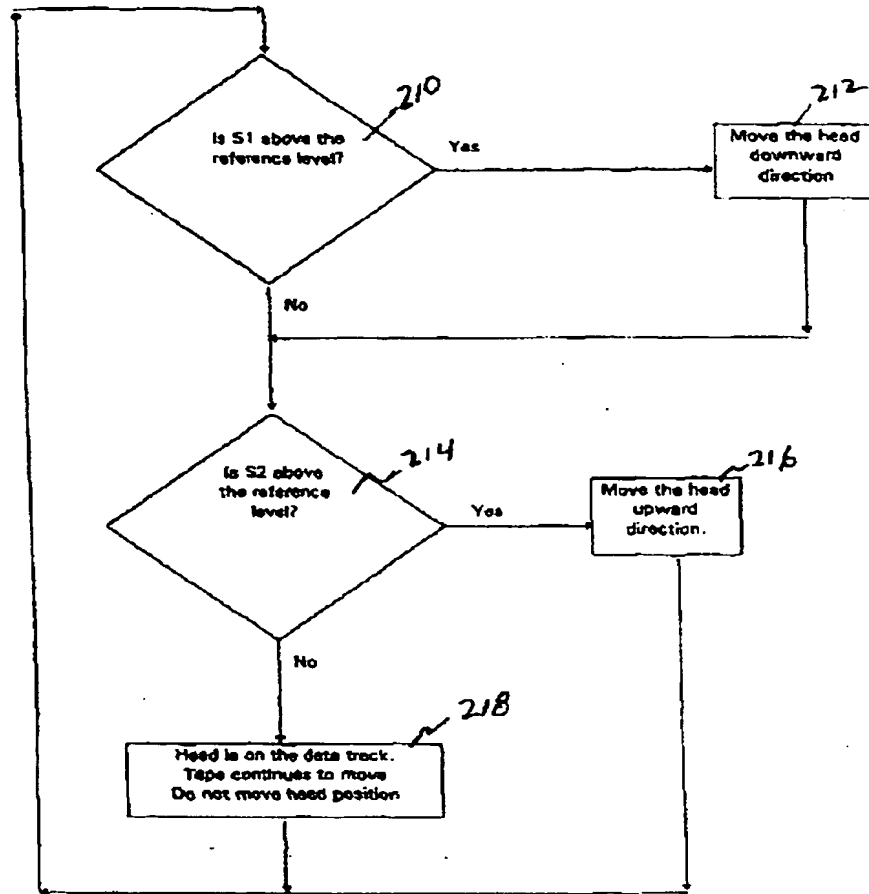 210
Is S1 above the
reference level?
Yes
212
Move the head
downward
direction
No
214
Is S2 above
the reference
level?
Yes
216
Move the head
upward
direction.
No
218
Head is on the data track.
Tape continues to move
Do not move head position